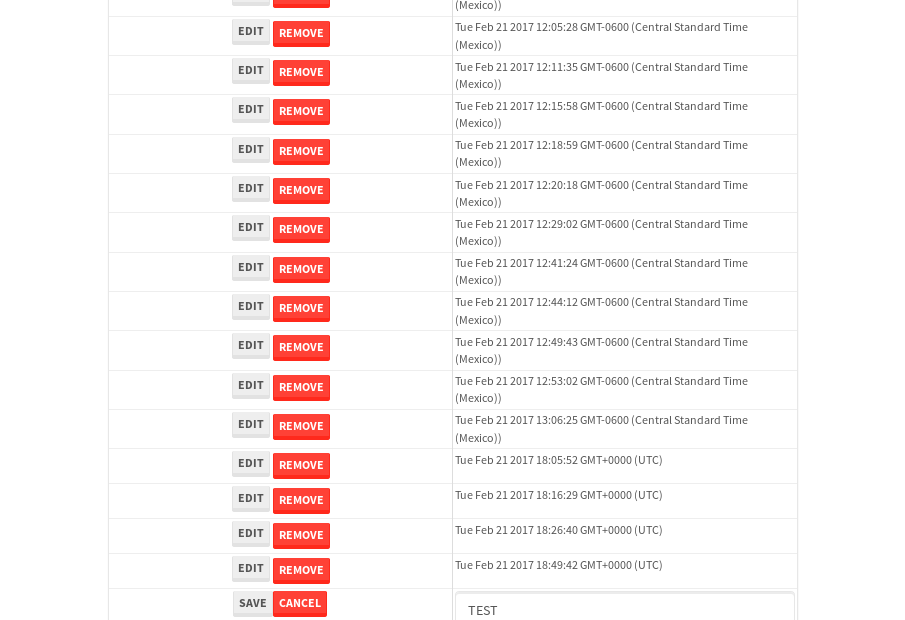 (Mexico))
EDIT REMOVE Tue Feb 21 2017 12:05:28 GMT-0600 (Central Standard Time
(Mexico))
EDIT REMOVE Tue Feb 21 2017 12:11:35 GMT-0600 (Central Standard Time
(Mexico))
EDIT REMOVE Tue Feb 21 2017 12:15:58 GMT-0600 (Central Standard Time
(Mexico))
EDIT REMOVE Tue Feb 21 2017 12:18:59 GMT-0600 (Central Standard Time
(Mexico))
EDIT REMOVE Tue Feb 21 2017 12:20:18 GMT-0600 (Central Standard Time
(Mexico))
EDIT REMOVE Tue Feb 21 2017 12:29:02 GMT-0600 (Central Standard Time
(Mexico))
EDIT REMOVE Tue Feb 21 2017 12:41:24 GMT-0600 (Central Standard Time
(Mexico))
EDIT REMOVE Tue Feb 21 2017 12:44:12 GMT-0600 (Central Standard Time
(Mexico))
EDIT REMOVE Tue Feb 21 2017 12:49:43 GMT-0600 (Central Standard Time
(Mexico))
EDIT REMOVE Tue Feb 21 2017 12:53:02 GMT-0600 (Central Standard Time
(Mexico))
EDIT REMOVE Tue Feb 21 2017 13:06:25 GMT-0600 (Central Standard Time
(Mexico))
EDIT REMOVE Tue Feb 21 2017 18:05:52 GMT+0000 (UTC)
EDIT REMOVE Tue Feb 21 2017 18:16:29 GMT+0000 (UTC)
EDIT REMOVE Tue Feb 21 2017 18:26:40 GMT+0000 (UTC)
EDIT REMOVE Tue Feb 21 2017 18:49:42 GMT+0000 (UTC)
SAVE CANCEL TEST